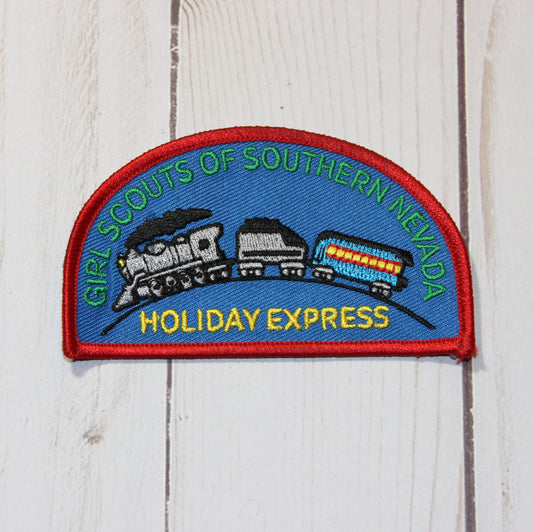 GIRL SCOUTS OF SOUTHERN NEVADA
HOLIDAY EXPRESS